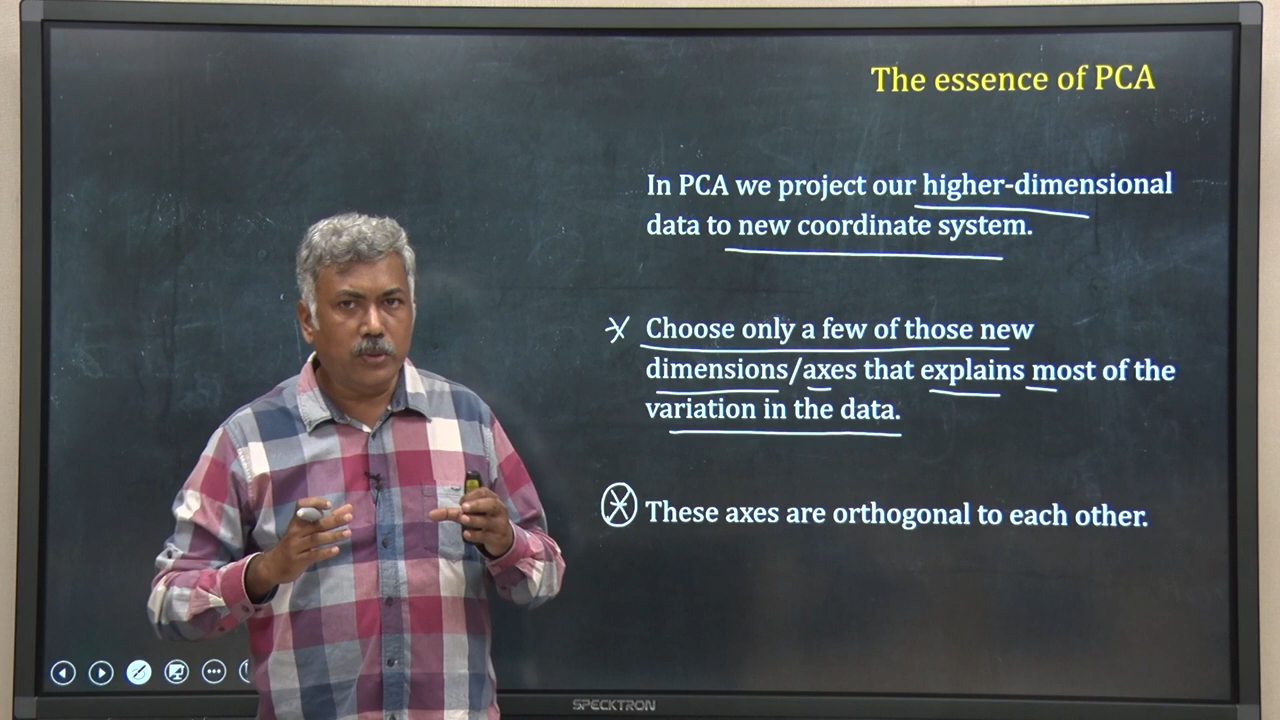 The essence of PCA
In PCA we project our higher-dimensional
data to new coordinate system.
Choose only a few of those new
dimensions/axes that explains most of the
variation in the data.
These axes are orthogonal to each other.
SPECKTRON